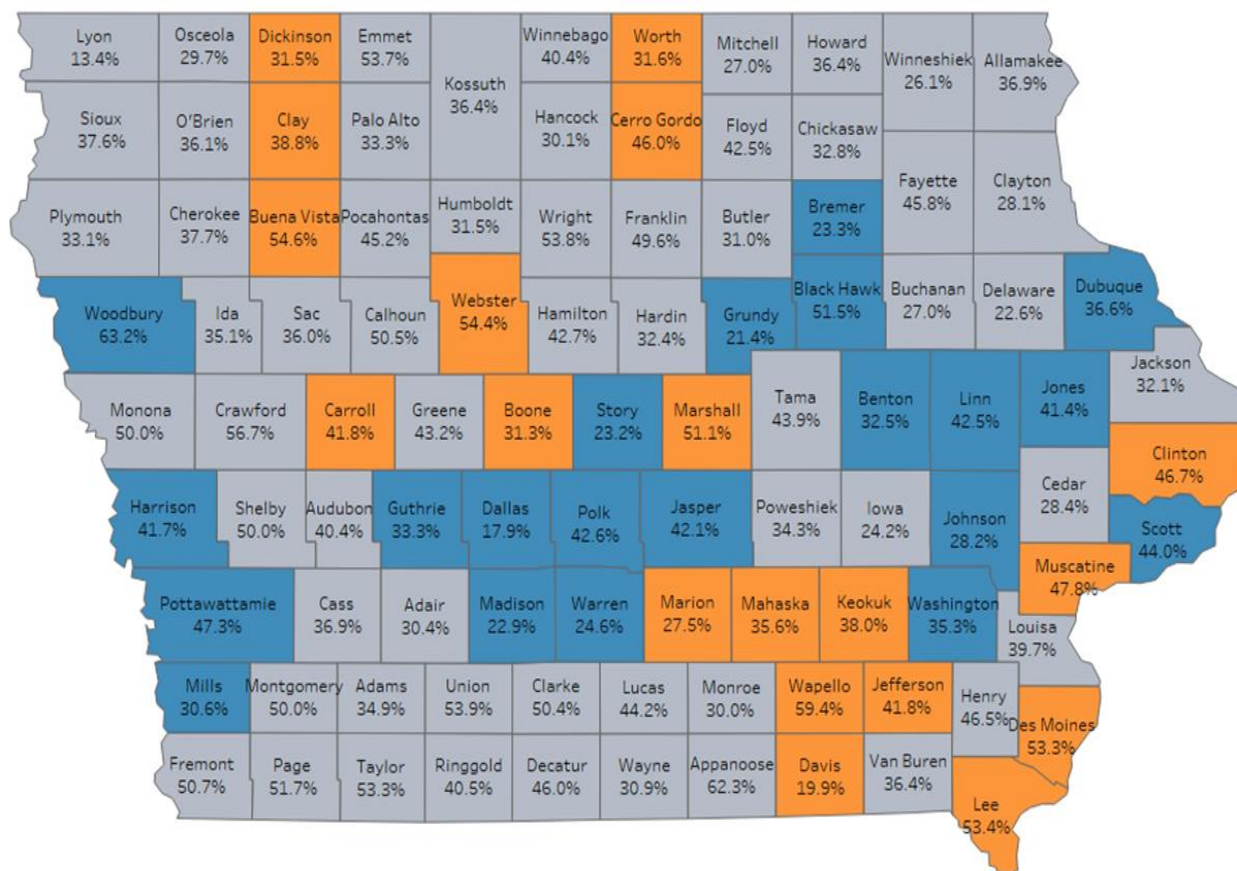 Lyon
13.4%
Osceola
29.7%
Dickinson
31.5%
Emmet
53.7%
Kossuth
36.4%
Winnebago
40.4%
Worth
31.6%
Mitchell
27.0%
Howard
36.4%
Winneshiek
26.1%
Allamakee
36.9%
Sioux
37.6%
O'Brien
36.1%
Clay
38.8%
Palo Alto
33.3%
Hancock
30.1%
Cerro Gordo
46.0%
Floyd
42.5%
Chickasaw
32.8%
Plymouth
33.1%
Cherokee
37.7%
Buena Vista
54.6%
Pocahontas
45.2%
Humboldt
31.5%
Wright
53.8%
Franklin
49.6%
Butler
31.0%
Bremer
23.3%
Fayette
45.8%
Clayton
28.1%
Woodbury
63.2%
Ida
35.1%
Sac
36.0%
Calhoun
50.5%
Webster
54.4%
Hamilton
42.7%
Hardin
32.4%
Grundy
21.4%
Black Hawk
51.5%
Buchanan
27.0%
Delaware
22.6%
Dubuque
36.6%
Monona
50.0%
Crawford
56.7%
Carroll
41.8%
Greene
43.2%
Boone
31.3%
Story
23.2%
Marshall
51.1%
Tama
43.9%
Benton
32.5%
Linn
42.5%
Jones
41.4%
Jackson
32.1%
Clinton
46.7%
Harrison
41.7%
Shelby
50.0%
Audubon
40.4%
Guthrie
33.3%
Dallas
17.9%
Polk
42.6%
Jasper
42.1%
Poweshiek
34.3%
Iowa
24.2%
Johnson
28.2%
Cedar
28.4%
Scott
44.0%
Muscatine
47.8%
Pottawattamie
47.3%
Cass
36.9%
Adair
30.4%
Madison
22.9%
Warren
24.6%
Marion
27.5%
Mahaska
35.6%
Keokuk
38.0%
Washington
35.3%
Louisa
39.7%
Mills
30.6%
Montgomery
50.0%
Adams
34.9%
Union
53.9%
Clarke
50.4%
Lucas
44.2%
Monroe
30.0%
Wapello
59.4%
Jefferson
41.8%
Henry
46.5%
Des Moines
53.3%
Fremont
50.7%
Page
51.7%
Taylor
53.3%
Ringgold
40.5%
Decatur
46.0%
Wayne
30.9%
Appanoose
62.3%
Davis
19.9%
Van Buren
36.4%
Lee
53.4%